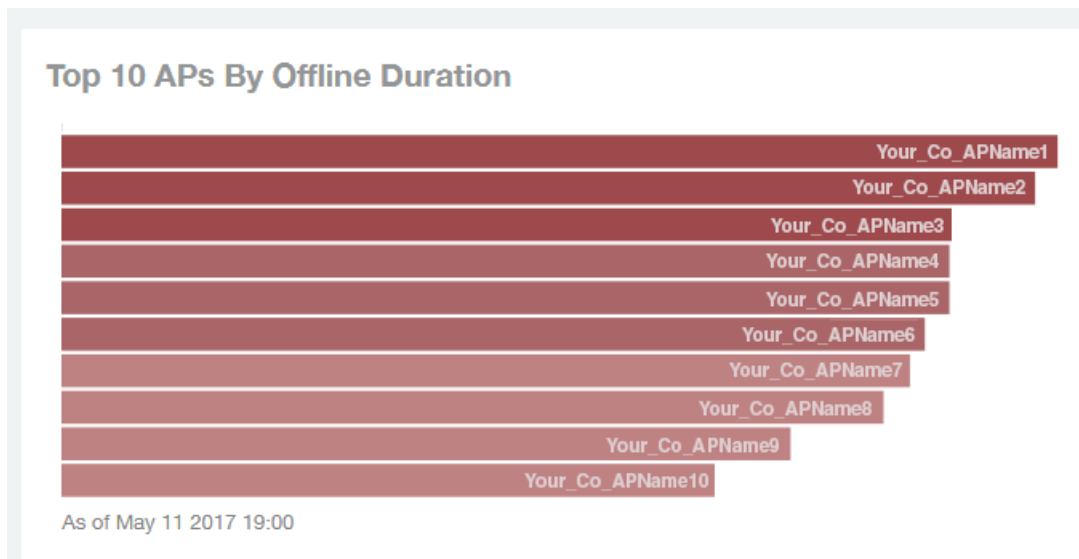 Top 10 APs By Offline Duration
Your_Co_APName1
Your_Co_APName2
Your_Co_APName3
Your_Co_APName4
Your_Co_APName5
Your_Co_APName6
Your_Co_APName7
Your_Co_APName8
Your_Co_APName9
Your_Co_APName10
As of May 11 2017 19:00